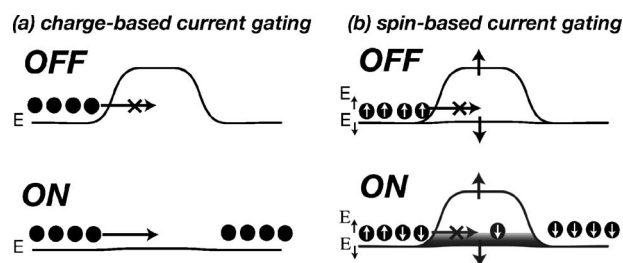 (a) charge-based current gating
OFF
E
ON
E
(b) spin-based current gating
OFF
E↑
E↓
ON
E↑
E↓